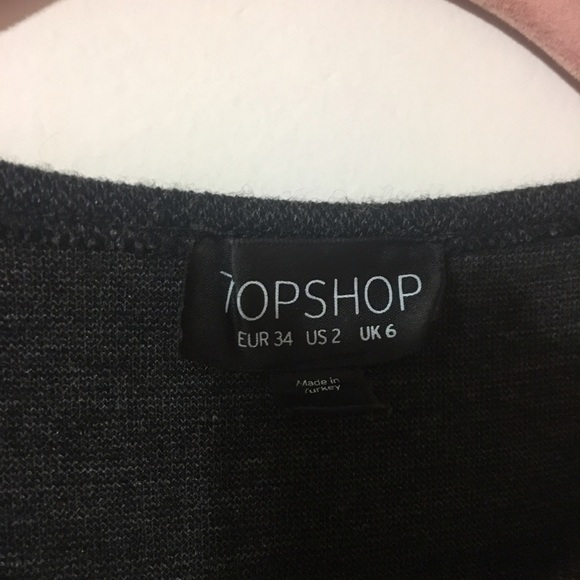 TOPSHOP
EUR 34 US 2 UK 6
Made in
Turkey